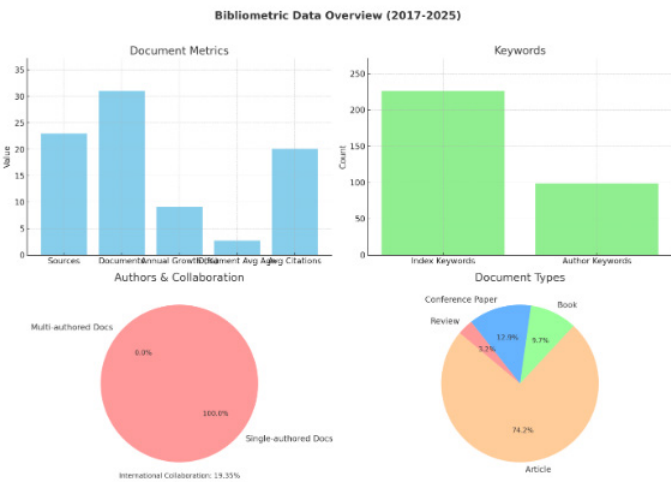 Bibliometric Data Overview (2017-2025)
Document Metrics
Value
35
30
25
20
15
10
5
0
Sources
Documents
Annual Growth
Document Avg Age
Avg Citations
Keywords
Count
250
200
150
100
50
0
Index Keywords
Author Keywords
Authors & Collaboration
Multi-authored Docs
0.0%
100.0%
Single-authored Docs
International Collaboration: 19.35%
Document Types
Conference Paper
Book
Review
12.9%
9.7%
3.2%
74.2%
Article